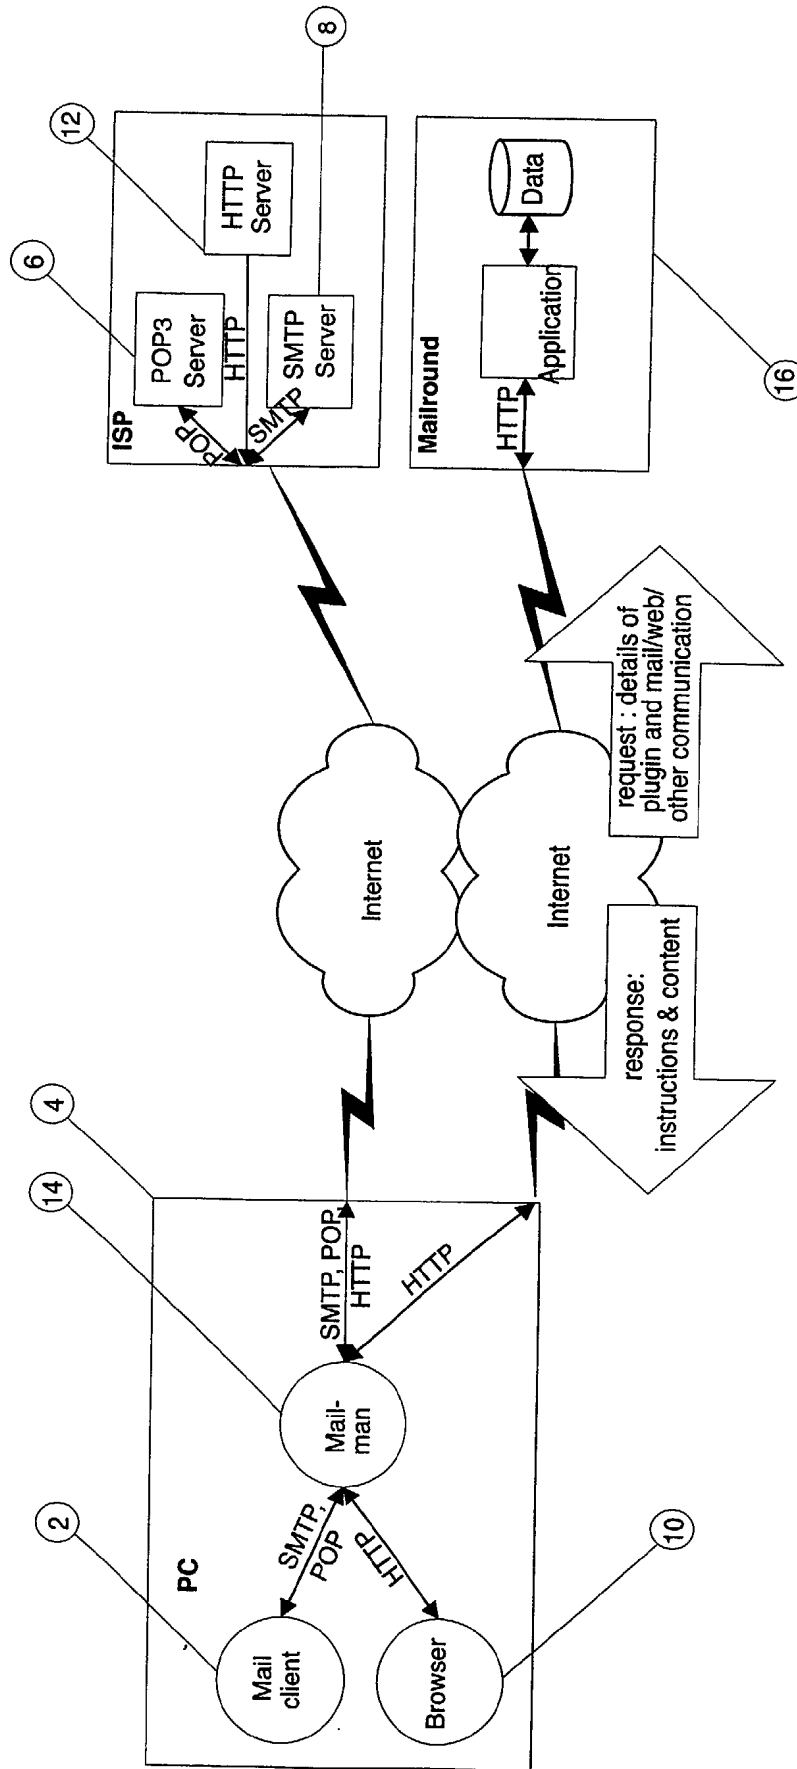 PC
2
Mail
client
SMTP,
POP
HTTP
Browser
10
14
4
Mail-
man
SMTP, POP,
HTTP
HTTP
Internet
Internet
response:
instructions & content
request : details of
plugin and mail/web/
other communication
ISP
6
POP3
Server
12
HTTP
Server
8
SMTP
Server
POP
HTTP
SMTP
Mailround
HTTP
Application
Data
16